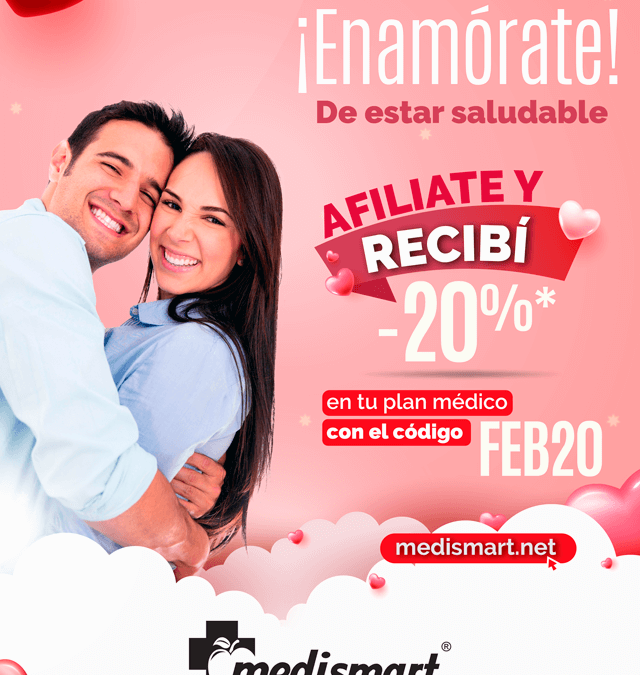 ¡Enamórate!
De estar saludable
AFILIATE Y
RECIBÍ
-20%*
en tu plan médico
con el código
FEB20
medismart.net
medismart®